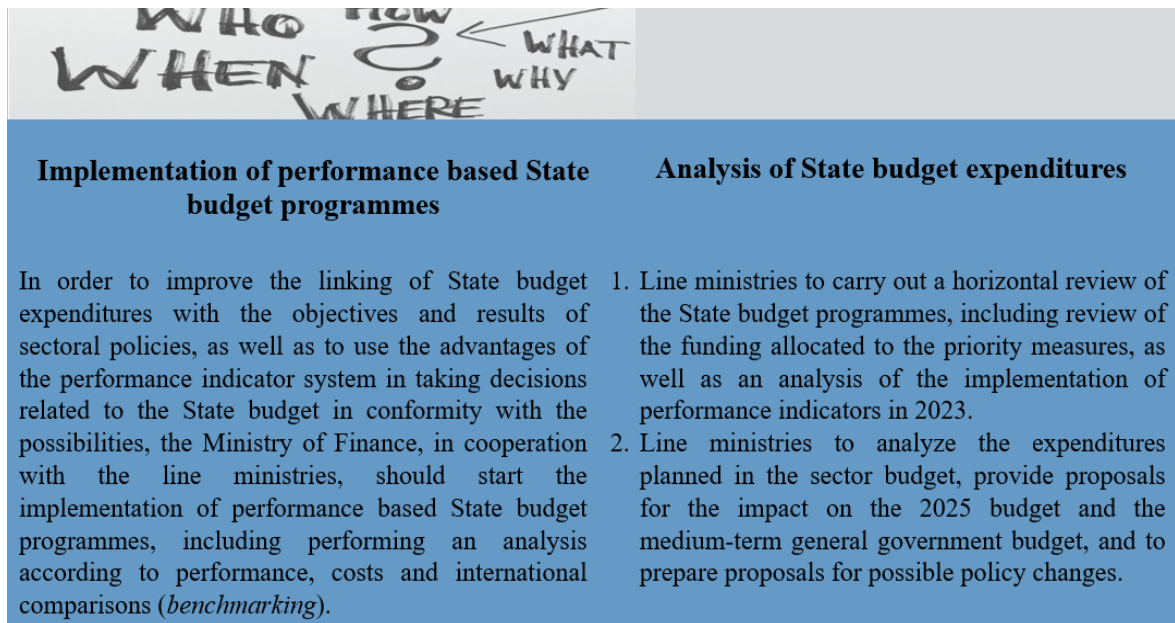 WHO HOW
WHAT
WHEN ?
WHY
WHERE
Implementation of performance based State
budget programmes
In order to improve the linking of State budget
expenditures with the objectives and results of
sectoral policies, as well as to use the advantages of
the performance indicator system in taking decisions
related to the State budget in conformity with the
possibilities, the Ministry of Finance, in cooperation
with the line ministries, should start the
implementation of performance based State budget
programmes, including performing an analysis
according to performance, costs and international
comparisons (benchmarking).
Analysis of State budget expenditures
1. Line ministries to carry out a horizontal review of
the State budget programmes, including review of
the funding allocated to the priority measures, as
well as an analysis of the implementation of
performance indicators in 2023.
2. Line ministries to analyze the expenditures
planned in the sector budget, provide proposals
for the impact on the 2025 budget and the
medium-term general government budget, and to
prepare proposals for possible policy changes.